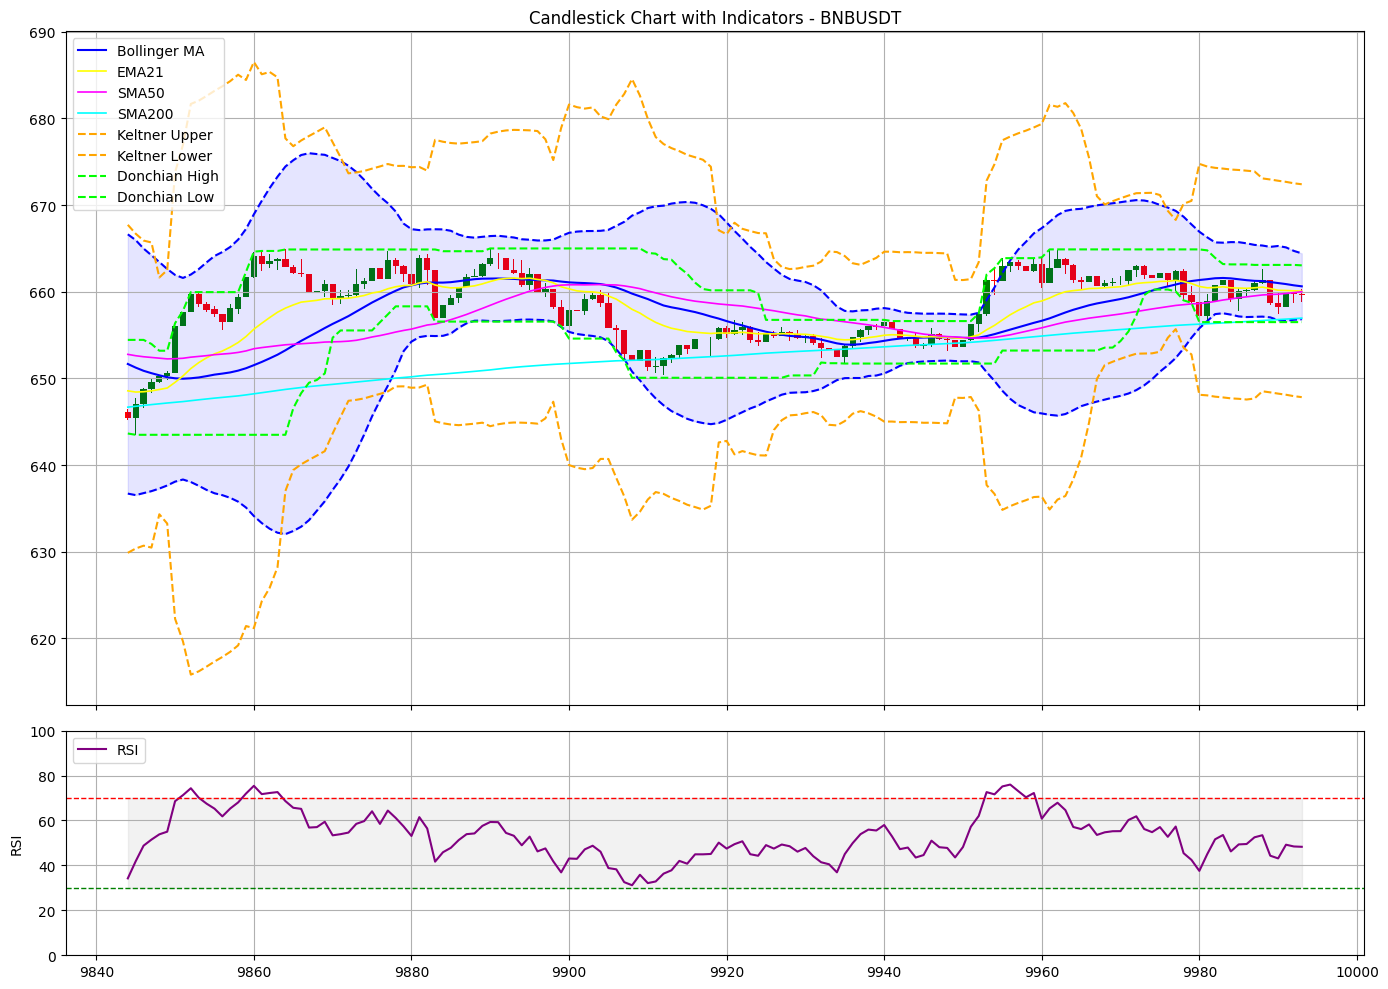 Candlestick Chart with Indicators - BNBUSDT
690
680
670
660
650
640
630
620
Bollinger MA
EMA21
SMA50
SMA200
Keltner Upper
Keltner Lower
Donchian High
Donchian Low
100
80
60
40
20
0
RSI
RSI
9840 9860 9880 9900 9920 9940 9960 9980 10000